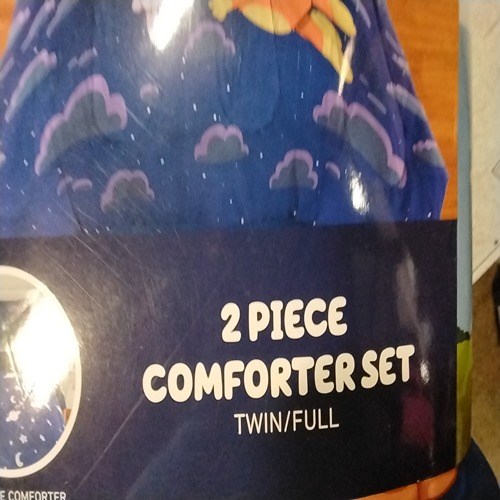 2 PIECE
COMFORTER SET
TWIN/FULL
COMFORTER